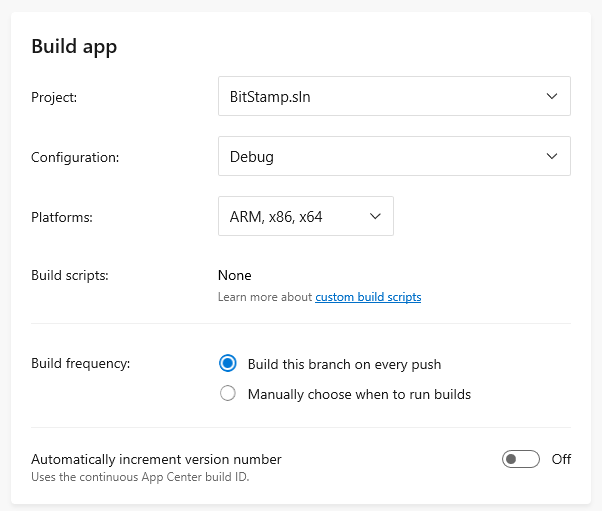 Build app
Project: BitStamp.sln
Configuration: Debug
Platforms: ARM, x86, x64
Build scripts: None
Learn more about custom build scripts
Build frequency: Build this branch on every push
Manually choose when to run builds
Automatically increment version number Off
Uses the continuous App Center build ID.